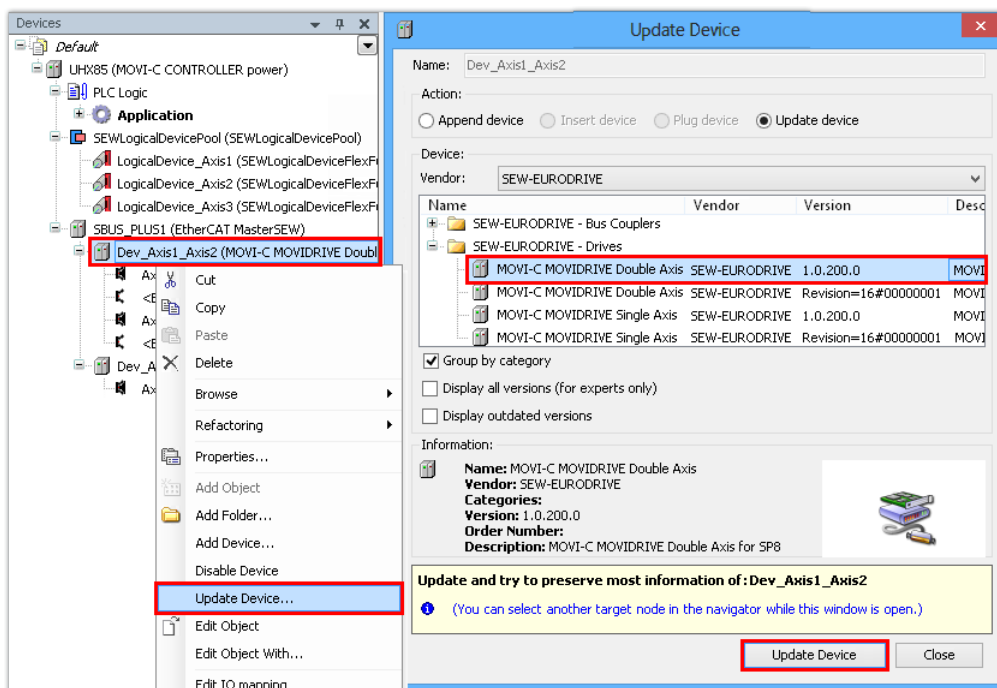 Devices
Default
UHX85 (MOVI-C CONTROLLER power)
PLC Logic
Application
SEWLogicalDevicePool (SEWLogicalDevicePool)
LogicalDevice_Axis1 (SEWLogicalDeviceFlexF
LogicalDevice_Axis2 (SEWLogicalDeviceFlexF
LogicalDevice_Axis3 (SEWLogicalDeviceFlexF
SBUS_PLUS1 (EtherCAT MasterSEW)
Dev_Axis1_Axis2 (MOVI-C MOVIDRIVE Doubl
Ax
<E
Ax
<E
Dev_A
Ax
Cut
Copy
Paste
Delete
Browse
Refactoring
Properties...
Add Object
Add Folder...
Add Device...
Disable Device
Update Device...
Edit Object
Edit Object With...
Edit IO mapping
Update Device
Name: Dev_Axis1_Axis2
Action:
Append device Insert device Plug device Update device
Device:
Vendor: SEW-EURODRIVE
Name Vendor Version Desc
SEW-EURODRIVE - Bus Couplers
SEW-EURODRIVE - Drives
MOVI-C MOVIDRIVE Double Axis SEW-EURODRIVE 1.0.200.0 MOVI
MOVI-C MOVIDRIVE Double Axis SEW-EURODRIVE Revision=16#00000001 MOVI
MOVI-C MOVIDRIVE Single Axis SEW-EURODRIVE 1.0.200.0 MOVI
MOVI-C MOVIDRIVE Single Axis SEW-EURODRIVE Revision=16#00000001 MOVI
Group by category
Display all versions (for experts only)
Display outdated versions
Information:
Name: MOVI-C MOVIDRIVE Double Axis
Vendor: SEW-EURODRIVE
Categories:
Version: 1.0.200.0
Order Number:
Description: MOVI-C MOVIDRIVE Double Axis for SP8
Update and try to preserve most information of:Dev_Axis1_Axis2
(You can select another target node in the navigator while this window is open.)
Update Device Close